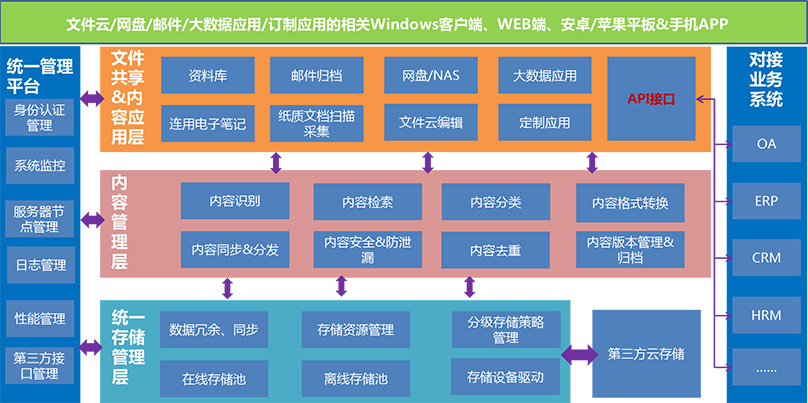 文件云/网盘/邮件/大数据应用/订制应用的相关Windows客户端、WEB端、安卓/苹果平板&手机APP
统一管理
平台
身份认证
管理
系统监控
服务器节
点管理
日志管理
性能管理
第三方接
口管理
文件
共享
&内
容应
用层
资料库
邮件归档
网盘/NAS
大数据应用
连用电子笔记
纸质文档扫描
采集
文件云编辑
定制应用
API接口
内
容
管
理
层
内容识别
内容检索
内容分类
内容格式转换
内容同步&分发
内容安全&防泄
漏
内容去重
内容版本管理&
归档
统一
存储
管理
层
数据冗余、同步
存储资源管理
分级存储策略
管理
在线存储池
离线存储池
存储设备驱动
第三方云存储
对接
业务
系统
OA
ERP
CRM
HRM
……